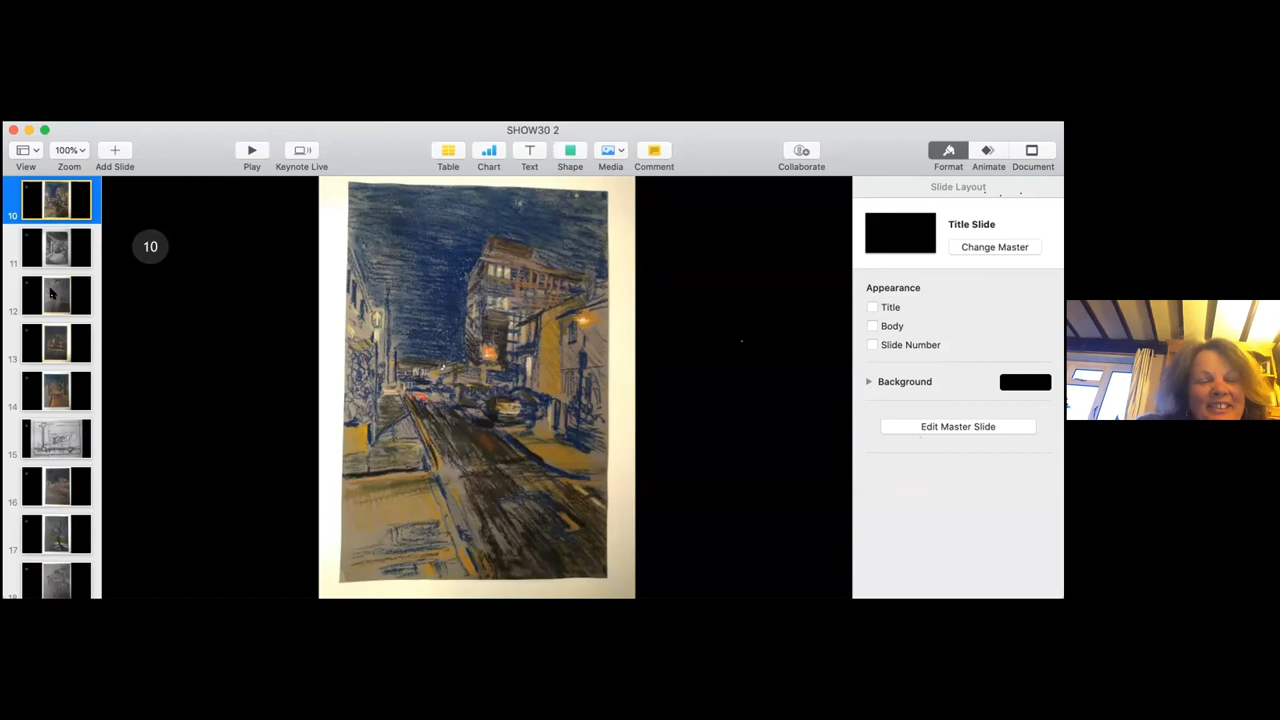 SHOW30 2
100%
View Zoom Add Slide Play Keynote Live Table Chart Text Shape Media Comment Collaborate Format Animate Document
Slide Layout
10
11
12
13
14
15
16
17
18
10
Title Slide
Change Master
Appearance
Title
Body
Slide Number
Background
Edit Master Slide